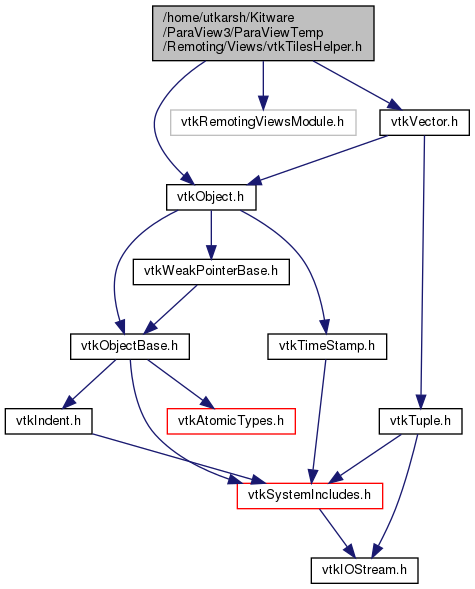 /home/utkarsh/Kitware
/ParaView3/ParaViewTemp
/Remoting/Views/vtkTilesHelper.h
vtkRemotingViewsModule.h
vtkVector.h
vtkObject.h
vtkWeakPointerBase.h
vtkObjectBase.h
vtkTimeStamp.h
vtkIndent.h
vtkAtomicTypes.h
vtkTuple.h
vtkSystemIncludes.h
vtkIOStream.h